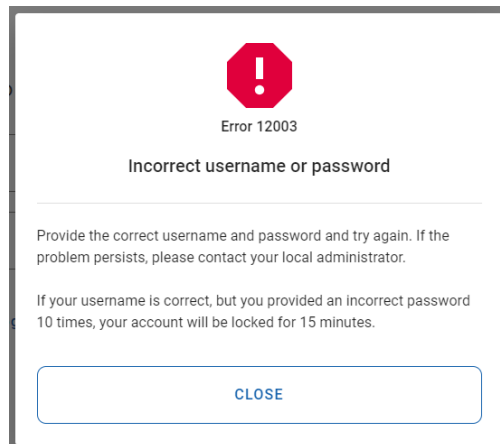 Error 12003
Incorrect username or password
Provide the correct username and password and try again. If the
problem persists, please contact your local administrator.
If your username is correct, but you provided an incorrect password
10 times, your account will be locked for 15 minutes.
CLOSE